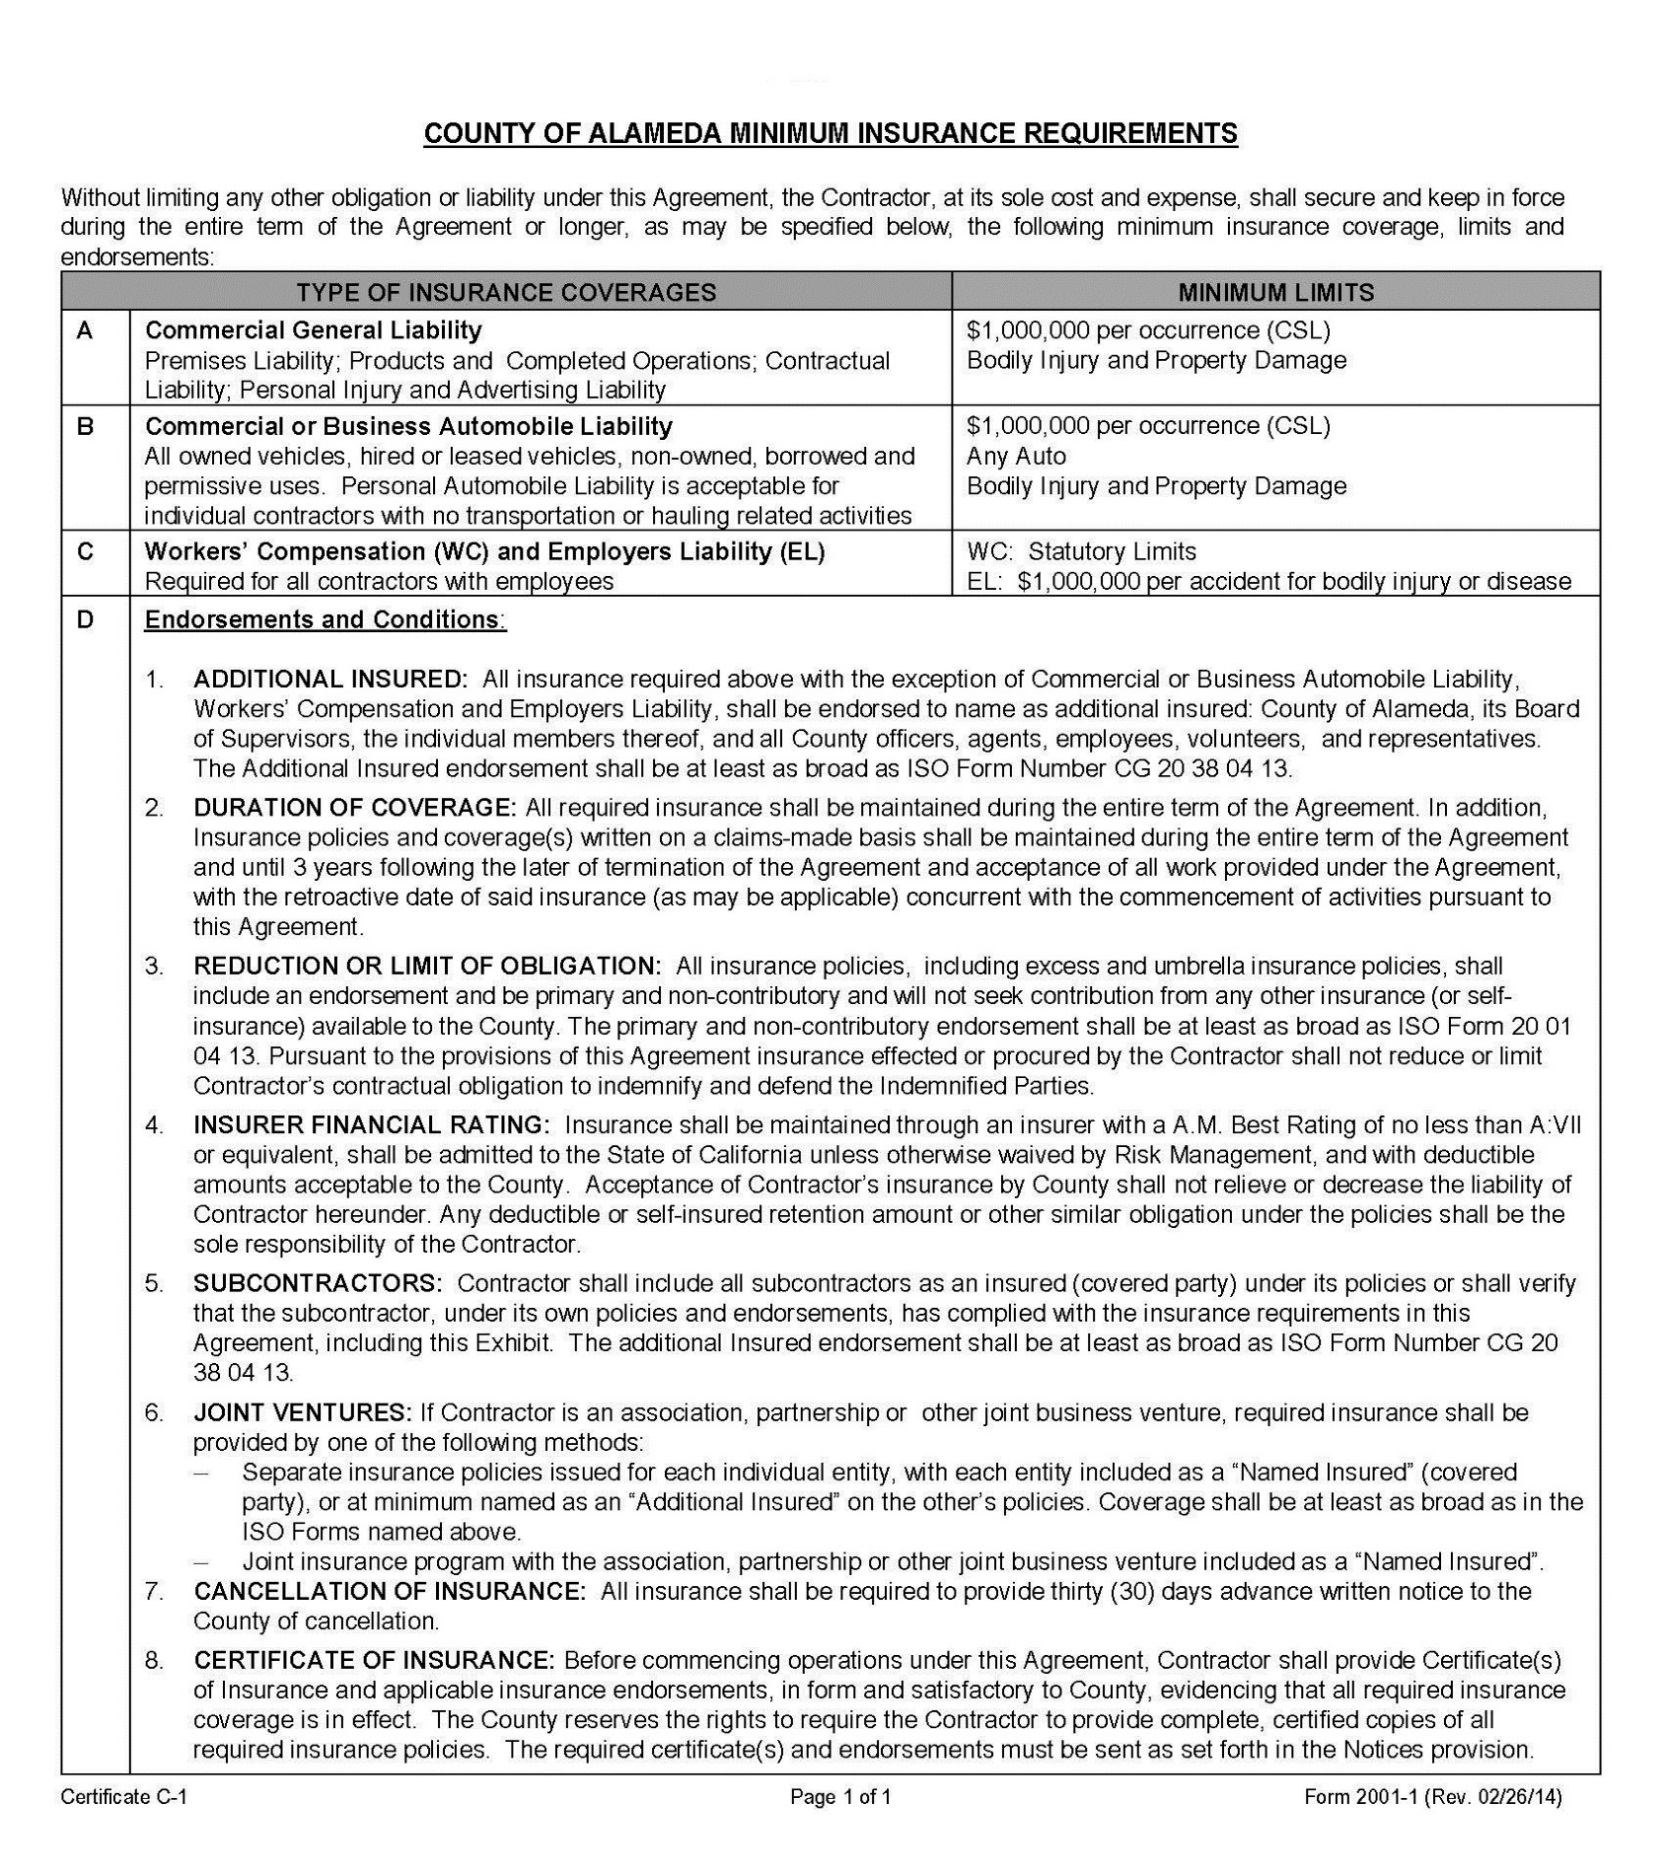 COUNTY OF ALAMEDA MINIMUM INSURANCE REQUIREMENTS
Without limiting any other obligation or liability under this Agreement, the Contractor, at its sole cost and expense, shall secure and keep in force
during the entire term of the Agreement or longer, as may be specified below, the following minimum insurance coverage, limits and
endorsements:
TYPE OF INSURANCE COVERAGES MINIMUM LIMITS
A Commercial General Liability $1,000,000 per occurrence (CSL)
Premises Liability; Products and Completed Operations; Contractual Bodily Injury and Property Damage
Liability; Personal Injury and Advertising Liability
B Commercial or Business Automobile Liability $1,000,000 per occurrence (CSL)
All owned vehicles, hired or leased vehicles, non-owned, borrowed and Any Auto
permissive uses. Personal Automobile Liability is acceptable for Bodily Injury and Property Damage
individual contractors with no transportation or hauling related activities
C Workers' Compensation (WC) and Employers Liability (EL) WC: Statutory Limits
Required for all contractors with employees EL: $1,000,000 per accident for bodily injury or disease
D Endorsements and Conditions:
1. ADDITIONAL INSURED: All insurance required above with the exception of Commercial or Business Automobile Liability,
Workers' Compensation and Employers Liability, shall be endorsed to name as additional insured: County of Alameda, its Board
of Supervisors, the individual members thereof, and all County officers, agents, employees, volunteers, and representatives.
The Additional Insured endorsement shall be at least as broad as ISO Form Number CG 20 38 04 13.
2. DURATION OF COVERAGE: All required insurance shall be maintained during the entire term of the Agreement. In addition,
Insurance policies and coverage(s) written on a claims-made basis shall be maintained during the entire term of the Agreement
and until 3 years following the later of termination of the Agreement and acceptance of all work provided under the Agreement,
with the retroactive date of said insurance (as may be applicable) concurrent with the commencement of activities pursuant to
this Agreement.
3. REDUCTION OR LIMIT OF OBLIGATION: All insurance policies, including excess and umbrella insurance policies, shall
include an endorsement and be primary and non-contributory and will not seek contribution from any other insurance (or self-
insurance) available to the County. The primary and non-contributory endorsement shall be at least as broad as ISO Form 20 01
04 13. Pursuant to the provisions of this Agreement insurance effected or procured by the Contractor shall not reduce or limit
Contractor's contractual obligation to indemnify and defend the Indemnified Parties.
4. INSURER FINANCIAL RATING: Insurance shall be maintained through an insurer with a A.M. Best Rating of no less than A:VII
or equivalent, shall be admitted to the State of California unless otherwise waived by Risk Management, and with deductible
amounts acceptable to the County. Acceptance of Contractor's insurance by County shall not relieve or decrease the liability of
Contractor hereunder. Any deductible or self-insured retention amount or other similar obligation under the policies shall be the
sole responsibility of the Contractor.
5. SUBCONTRACTORS: Contractor shall include all subcontractors as an insured (covered party) under its policies or shall verify
that the subcontractor, under its own policies and endorsements, has complied with the insurance requirements in this
Agreement, including this Exhibit. The additional Insured endorsement shall be at least as broad as ISO Form Number CG 20
38 04 13.
6. JOINT VENTURES: If Contractor is an association, partnership or other joint business venture, required insurance shall be
provided by one of the following methods:
– Separate insurance policies issued for each individual entity, with each entity included as a “Named Insured” (covered
party), or at minimum named as an “Additional Insured” on the other's policies. Coverage shall be at least as broad as in the
ISO Forms named above.
– Joint insurance program with the association, partnership or other joint business venture included as a “Named Insured”.
7. CANCELLATION OF INSURANCE: All insurance shall be required to provide thirty (30) days advance written notice to the
County of cancellation.
8. CERTIFICATE OF INSURANCE: Before commencing operations under this Agreement, Contractor shall provide Certificate(s)
of Insurance and applicable insurance endorsements, in form and satisfactory to County, evidencing that all required insurance
coverage is in effect. The County reserves the rights to require the Contractor to provide complete, certified copies of all
required insurance policies. The required certificate(s) and endorsements must be sent as set forth in the Notices provision.
Certificate C-1 Page 1 of 1 Form 2001-1 (Rev. 02/26/14)